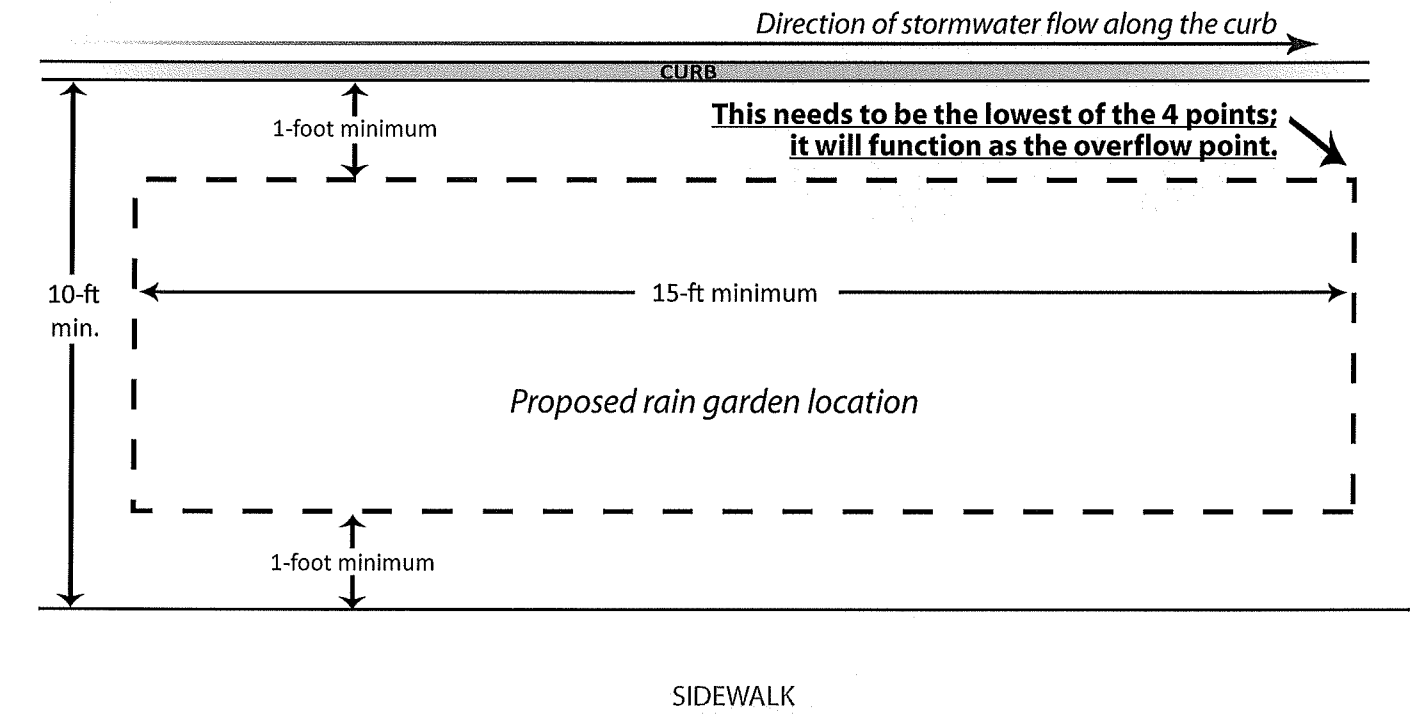 Direction of stormwater flow along the curb
CURB
1-foot minimum
This needs to be the lowest of the 4 points;
it will function as the overflow point.
10-ft
min.
15-ft minimum
Proposed rain garden location
1-foot minimum
SIDEWALK